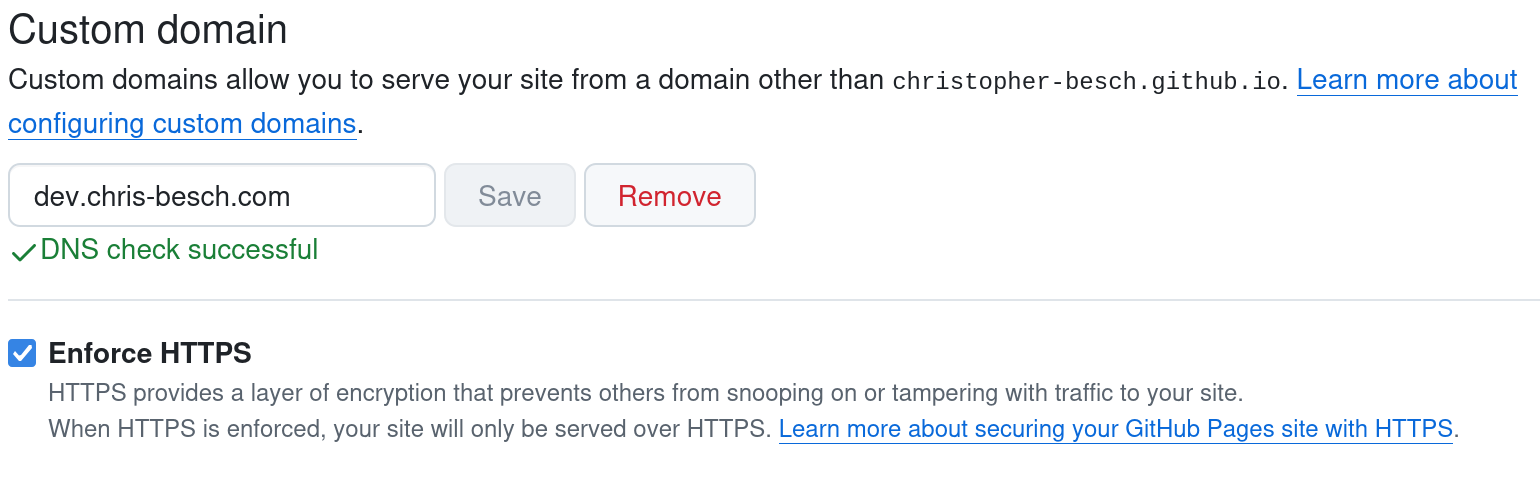 Custom domain
Custom domains allow you to serve your site from a domain other than christopher-besch.github.io. Learn more about
configuring custom domains.
dev.chris-besch.com Save Remove
DNS check successful
Enforce HTTPS
HTTPS provides a layer of encryption that prevents others from snooping on or tampering with traffic to your site.
When HTTPS is enforced, your site will only be served over HTTPS. Learn more about securing your GitHub Pages site with HTTPS.